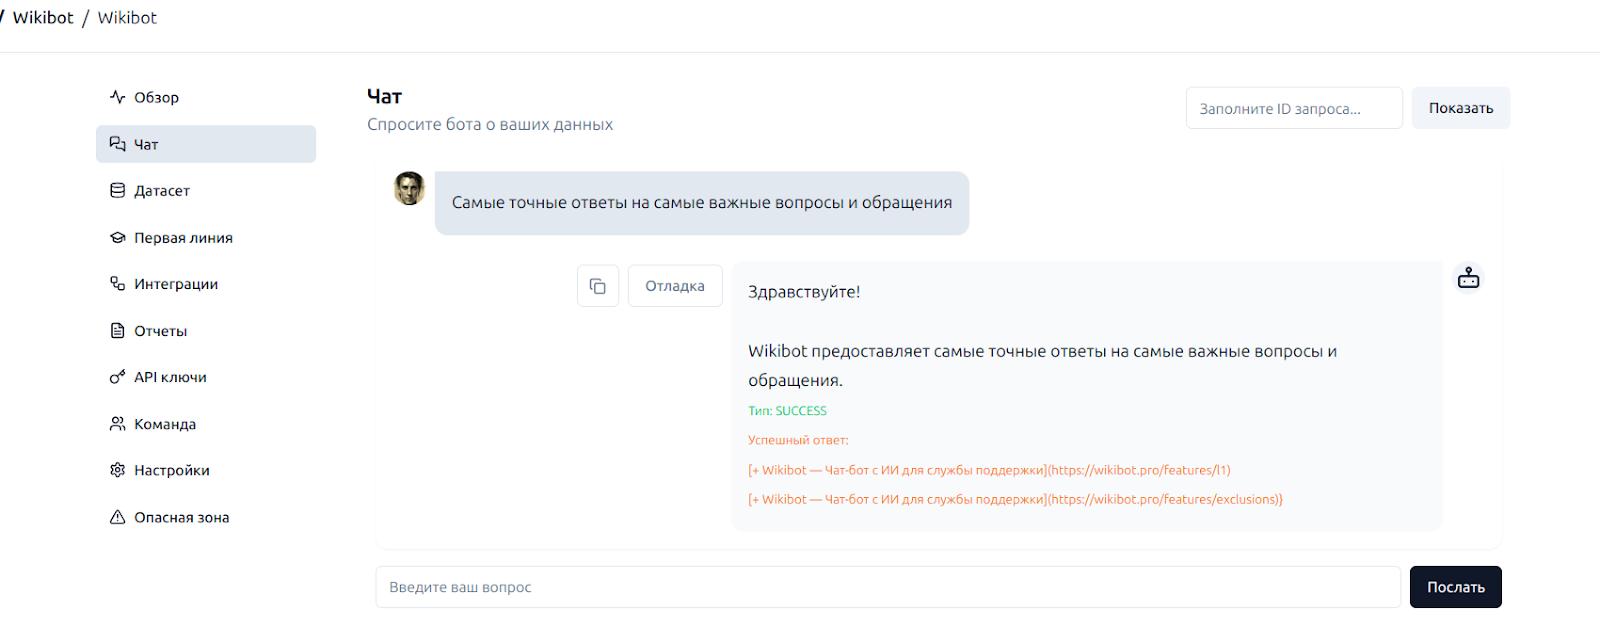 / Wikibot / Wikibot
Обзор
Чат
Датасет
Первая линия
Интеграции
Отчеты
API ключи
Команда
Настройки
Опасная зона
Чат
Спросите бота о ваших данных
Заполните ID запроса...
Показать
Самые точные ответы на самые важные вопросы и обращения
Отладка
Здравствуйте!
Wikibot предоставляет самые точные ответы на самые важные вопросы и
обращения.
Тип: SUCCESS
Успешный ответ:
[+ Wikibot — Чат-бот с ИИ для службы поддержки](https://wikibot.pro/features/l1)
[+ Wikibot — Чат-бот с ИИ для службы поддержки](https://wikibot.pro/features/exclusions)}
Введите ваш вопрос
Послать